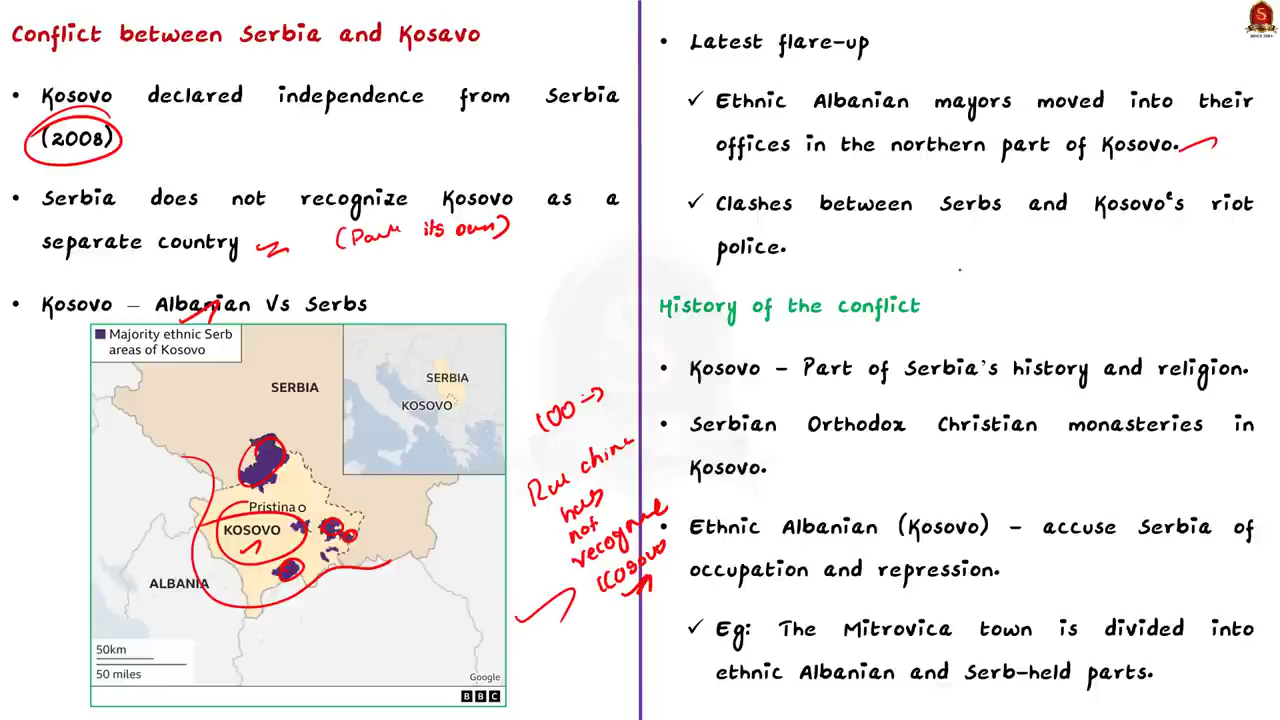 Conflict between Serbia and Kosavo
• Kosovo declared independence from Serbia
(2008)
• Serbia does not recognize Kosovo as a
separate country
its own)
• Kosovo – Albanian Vs Serbs
Majority ethnic Serb
areas of Kosovo
SERBIA
SERBIA
KOSOVO
Pristina
KOSOVO
ALBANIA
50km
50 miles
Google
BBC
100 →
china
has
not
recognise
Kosovo
• Latest flare-up
✓ Ethnic Albanian mayors moved into their
offices in the northern part of Kosovo.
✓ Clashes between Serbs and Kosovo's riot
police.
History of the conflict
• Kosovo – Part of Serbia's history and religion.
• Serbian Orthodox Christian monasteries in
Kosovo.
• Ethnic Albanian (Kosovo) – accuse Serbia of
occupation and repression.
✓ Eg: The Mitrovica town is divided into
ethnic Albanian and Serb-held parts.